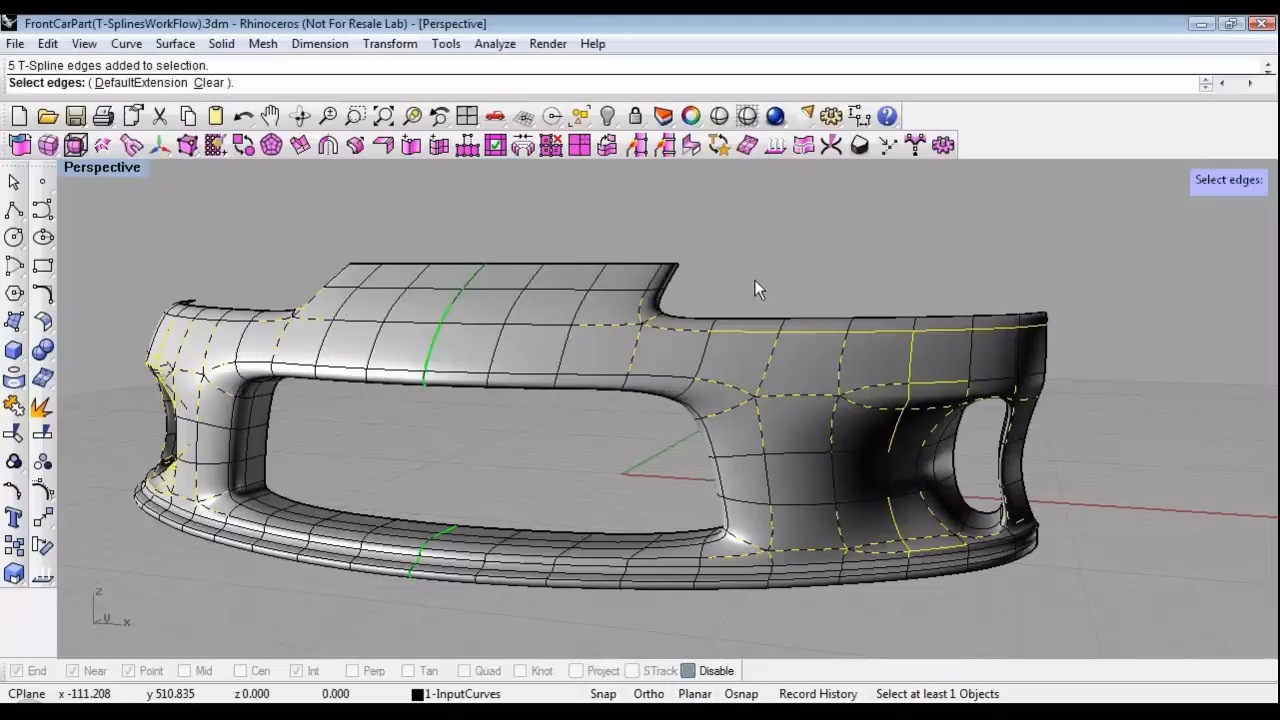 FrontCarPart(T-SplinesWorkFlow).3dm - Rhinoceros (Not For Resale Lab) - [Perspective]
File Edit View Curve Surface Solid Mesh Dimension Transform Tools Analyze Render Help
5 T-Spline edges added to selection.
Select edges: ( DefaultExtension Clear ).
Perspective
Select edges:
z
y x
End Near Point Mid Cen Int Perp Tan Quad Knot Project STrack Disable
CPlane x -111.208 y 510.835 z 0.000 0.000 1-InputCurves Snap Ortho Planar Osnap Record History Select at least 1 Objects